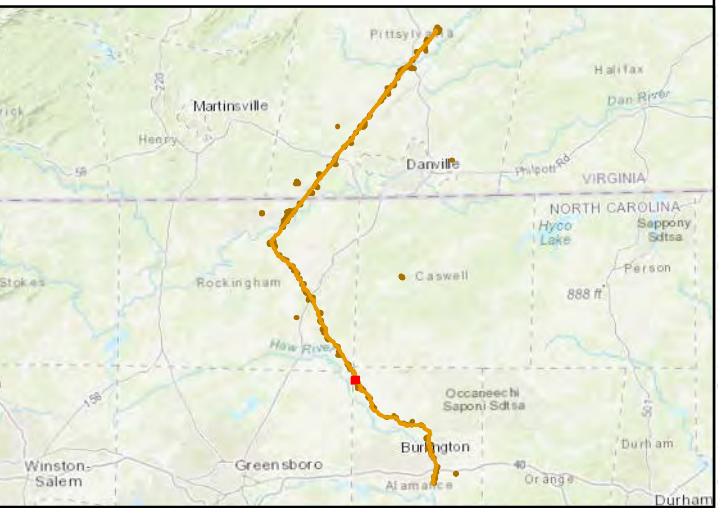 Pittsylvania
Halifax
220
Martinsville
Dan River
Henry
58
Danville
Philpott Rd
VIRGINIA
NORTH CAROLINA
Hyco
Lake
Sappony
Sdtsa
Stokes
Rockingham
Caswell
Person
888 ft
Haw River
158
Occaneechi
Saponi Sdtsa
501
Burlington
Durham
Winston-
Salem
Greensboro
40
Orange
Alamance
Durham